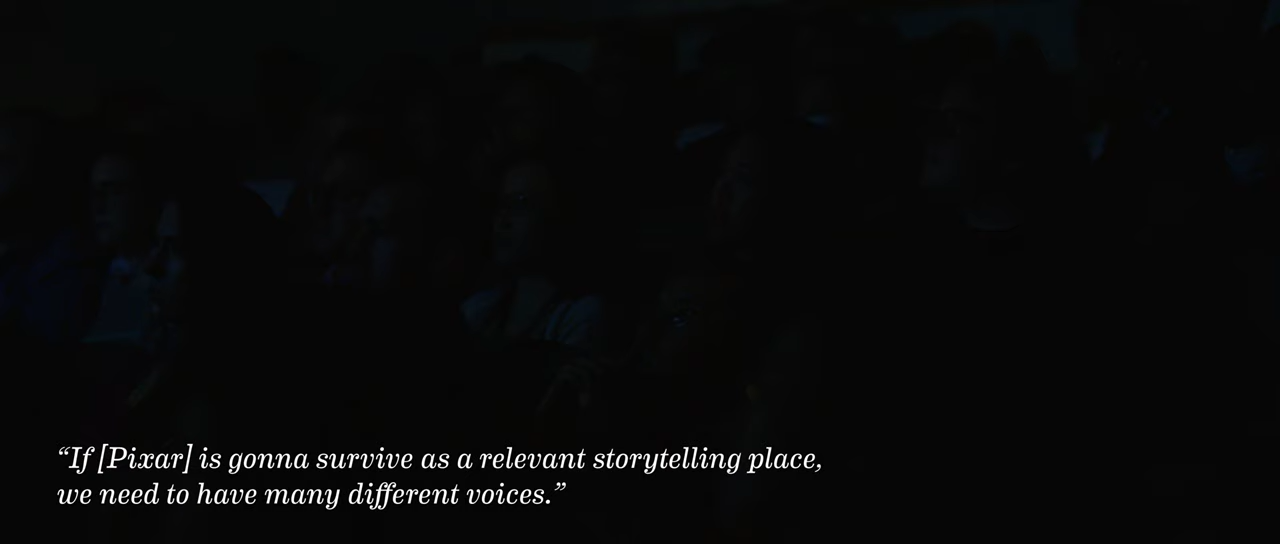 “If [Pixar] is gonna survive as a relevant storytelling place,
we need to have many different voices.”